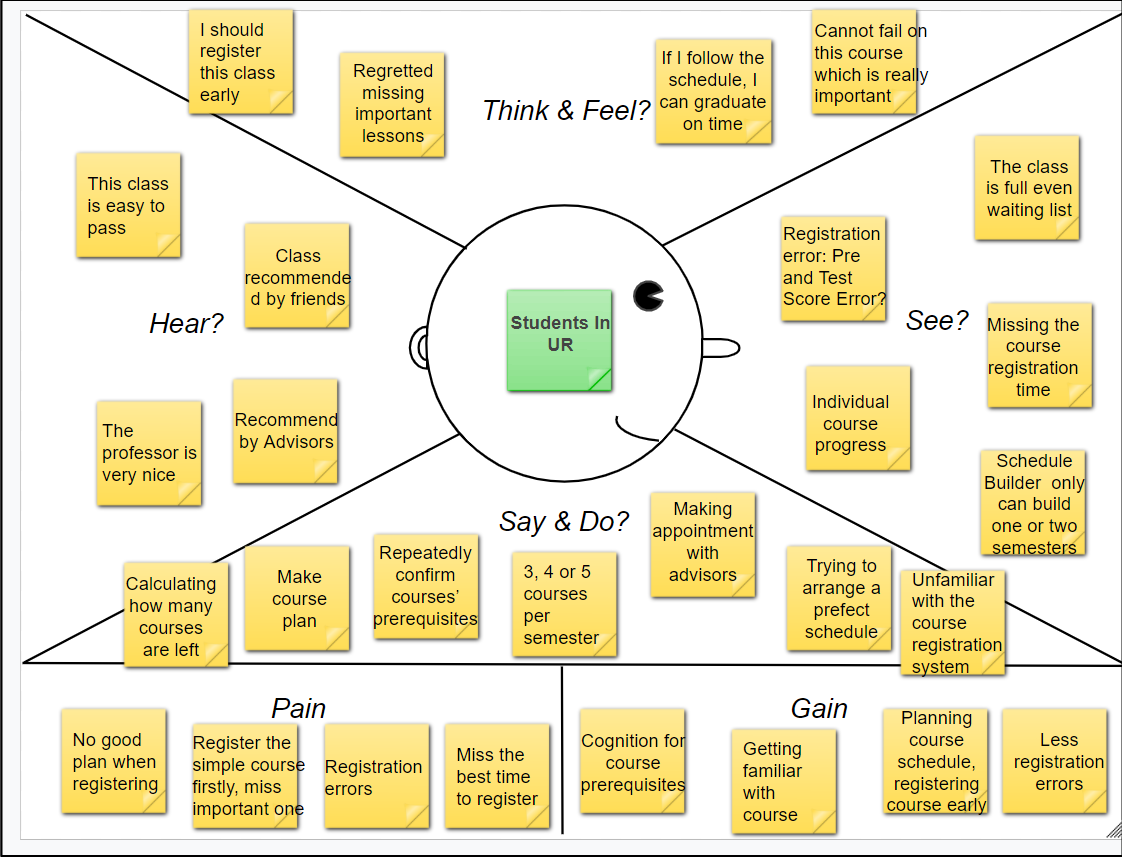 I should
register
this class
early
Regretted
missing
important
lessons
Think & Feel?
If I follow the
schedule, I
can graduate
on time
Cannot fail on
this course
which is really
important
This class
is easy to
pass
Class
recommende
d by friends
Hear?
The
professor is
very nice
Recommend
by Advisors
Students In
UR
The class
is full even
waiting list
Registration
error: Pre
and Test
Score Error?
See?
Missing the
course
registration
time
Individual
course
progress
Schedule
Builder only
can build
one or two
semesters
Say & Do?
Calculating
how many
courses
are left
Make
course
plan
Repeatedly
confirm
courses'
prerequisites
3, 4 or 5
courses
per
semester
Making
appointment
with
advisors
Trying to
arrange a
prefect
schedule
Unfamiliar
with the
course
registration
system
Pain
No good
plan when
registering
Register the
simple course
firstly, miss
important one
Registration
errors
Miss the
best time
to register
Gain
Cognition for
course
prerequisites
Getting
familiar
with
course
Planning
course
schedule,
registering
course early
Less
registration
errors